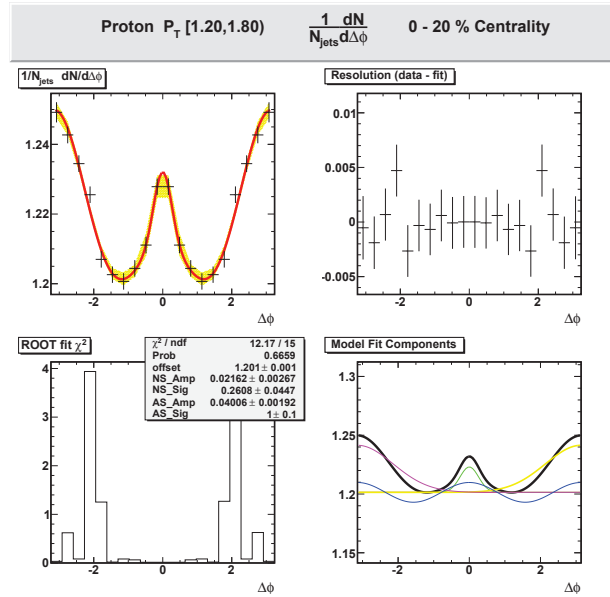 Proton P_T [1.20,1.80) 1 dN / N_jets dΔϕ 0 - 20 % Centrality
1/N_jets dN/dΔϕ
1.24
1.22
1.2
-2 0 2
Δϕ
Resolution (data - fit)
0.01
0.005
0
-0.005
-2 0 2
Δϕ
ROOT fit χ²
χ² / ndf 12.17 / 15
Prob 0.6659
offset 1.201 ± 0.001
NS_Amp 0.02162 ± 0.00267
NS_Sig 0.2608 ± 0.0447
AS_Amp 0.04006 ± 0.00192
AS_Sig 1 ± 0.1
4
3
2
1
0
-2 0 2
Δϕ
Model Fit Components
1.3
1.25
1.2
1.15
-2 0 2
Δϕ